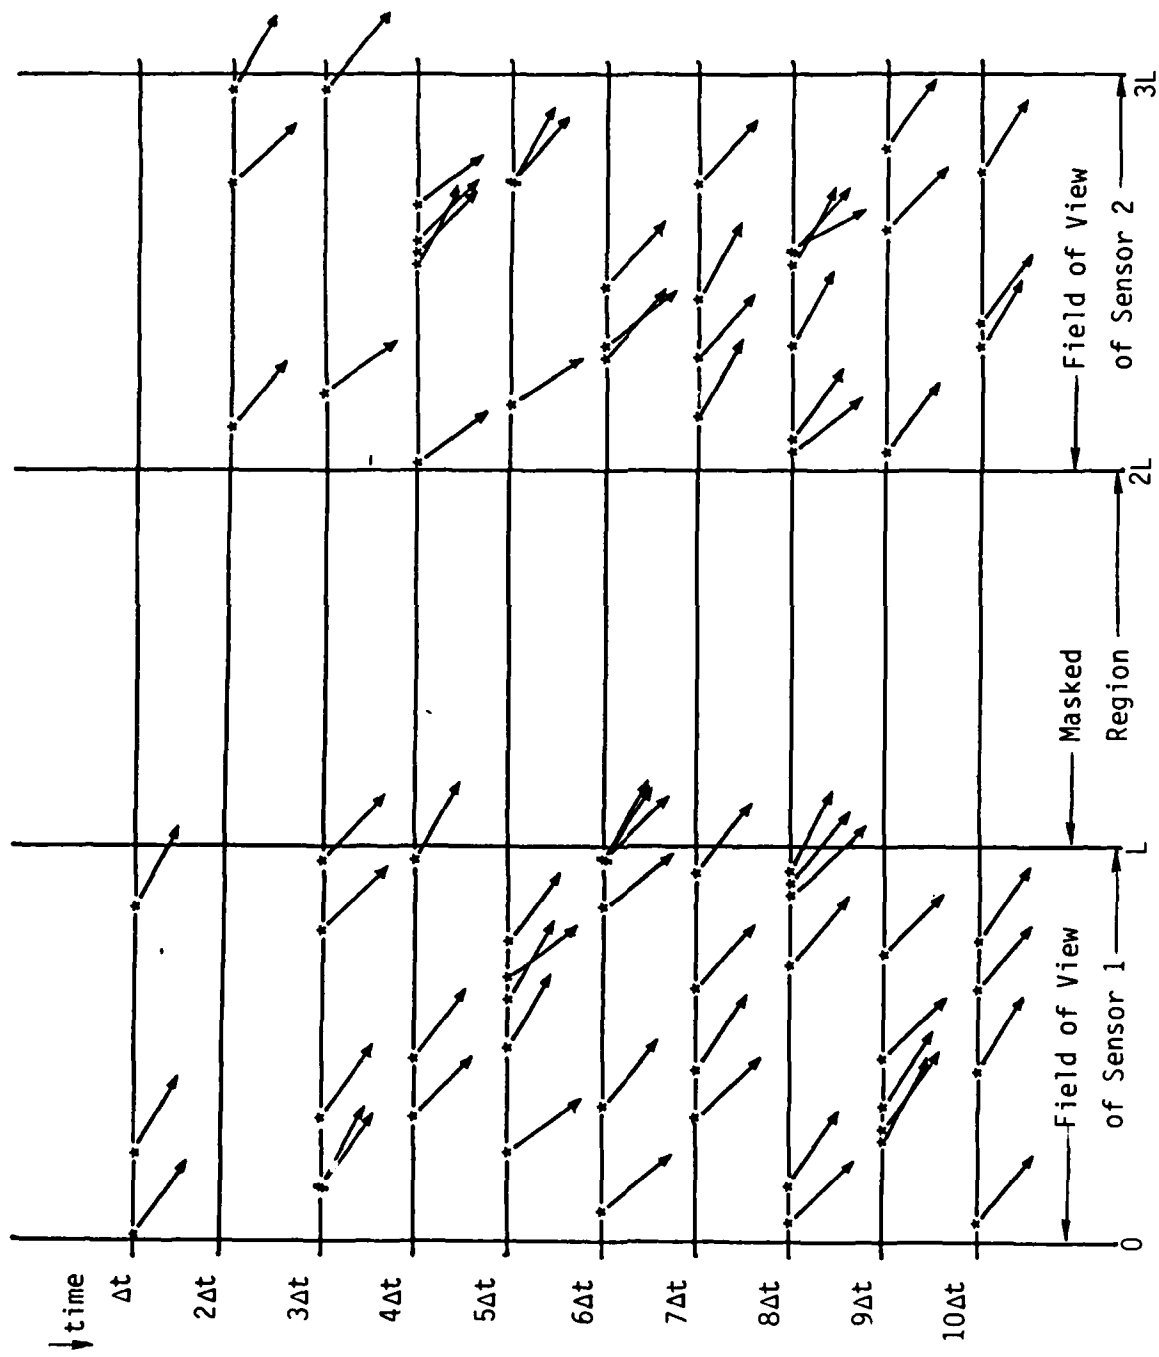 time
Δt
2Δt
3Δt
4Δt
5Δt
6Δt
7Δt
8Δt
9Δt
10Δt
0
L
2L
3L
Field of View
of Sensor 1
Masked
Region
Field of View
of Sensor 2